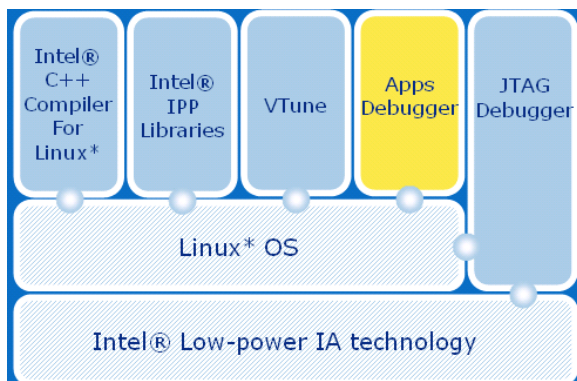 Intel®
C++
Compiler
For
Linux*
Intel®
IPP
Libraries
VTune
Apps
Debugger
JTAG
Debugger
Linux* OS
Intel® Low-power IA technology